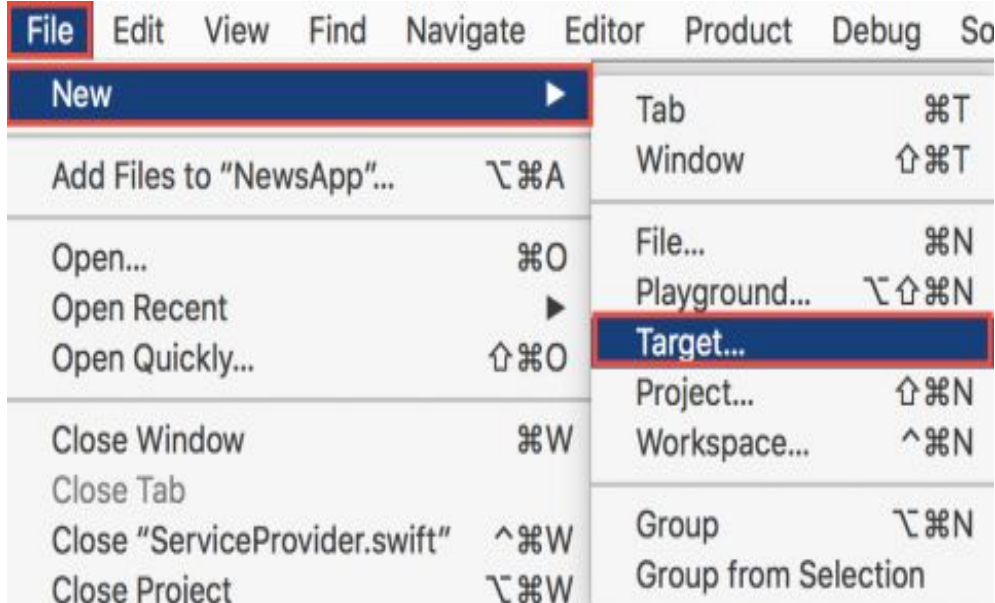 File Edit View Find Navigate Editor Product Debug So
New ▶
Add Files to “NewsApp”... ⌥⌘A
Open... ⌘O
Open Recent ▶
Open Quickly... ⇧⌘O
Close Window ⌘W
Close Tab
Close “ServiceProvider.swift” ^⌘W
Close Project ⌥⌘W
Tab ⌘T
Window ⇧⌘T
File... ⌘N
Playground... ⌥⇧⌘N
Target...
Project... ⇧⌘N
Workspace... ^⌘N
Group ⌥⌘N
Group from Selection